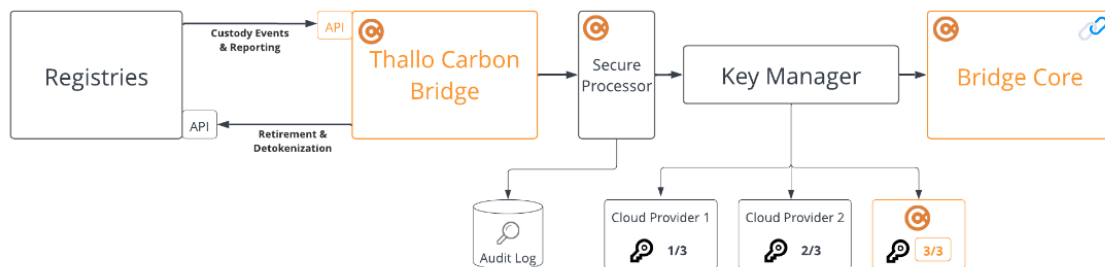 Registries
Custody Events
& Reporting
API
API
Retirement &
Detokenization
Thallo Carbon
Bridge
Secure
Processor
Key Manager
Bridge Core
Audit Log
Cloud Provider 1
1/3
Cloud Provider 2
2/3
3/3